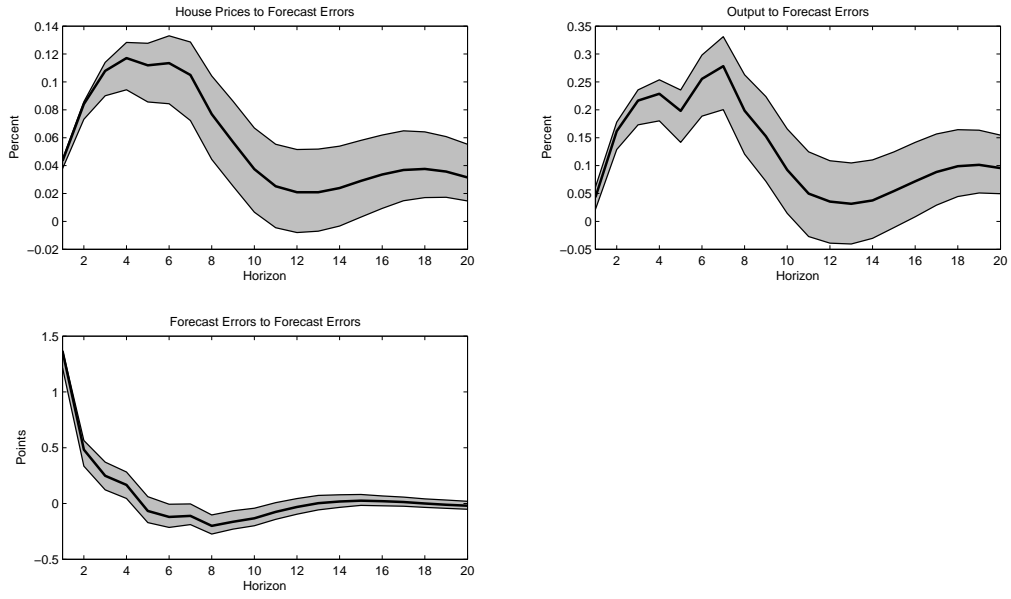 House Prices to Forecast Errors
Percent
0.14
0.12
0.1
0.08
0.06
0.04
0.02
0
−0.02
2 4 6 8 10 12 14 16 18 20
Horizon
Output to Forecast Errors
Percent
0.35
0.3
0.25
0.2
0.15
0.1
0.05
0
−0.05
2 4 6 8 10 12 14 16 18 20
Horizon
Forecast Errors to Forecast Errors
Points
1.5
1
0.5
0
−0.5
2 4 6 8 10 12 14 16 18 20
Horizon